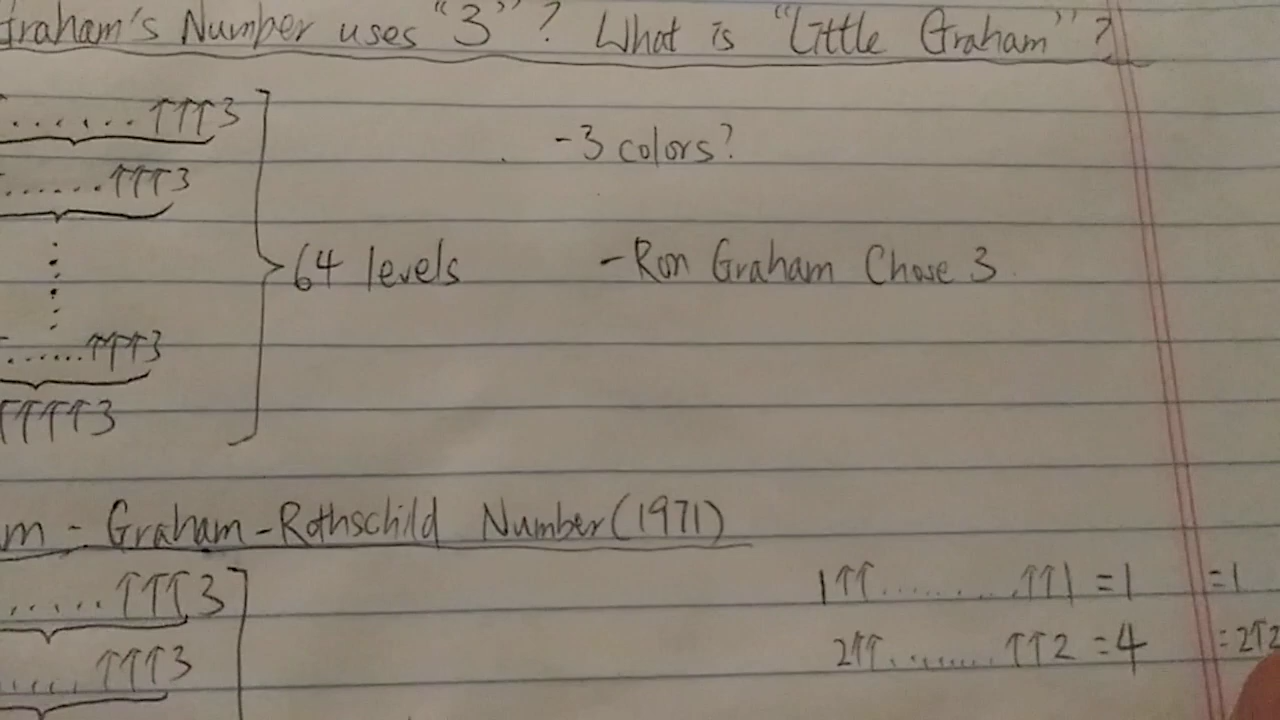 Graham's Number uses "3"? What is "Little Graham"?
.......↑↑↑3
-3 colors?
.......↑↑↑3
64 levels
-Ron Graham Chose 3
.......↑↑↑3
↑↑↑↑3
m - Graham-Rothschild Number(1971)
......↑↑↑3
1↑↑..........↑↑1 =1 =1
2↑↑..........↑↑2 =4 =2↑2
.....↑↑↑3